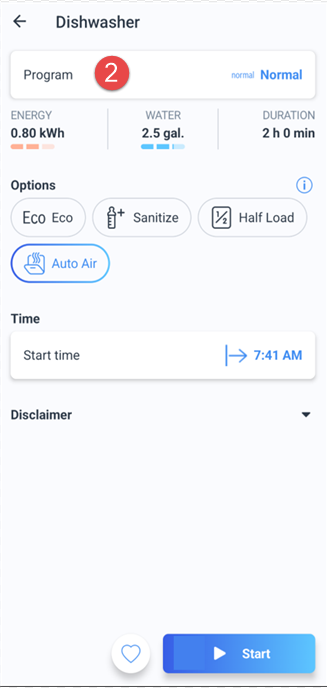 Dishwasher
Program 2 normal Normal
ENERGY WATER DURATION
0.80 kWh 2.5 gal. 2 h 0 min
Options
Eco Eco Sanitize 1/2 Half Load
Auto Air
Time
Start time 7:41 AM
Disclaimer
Start